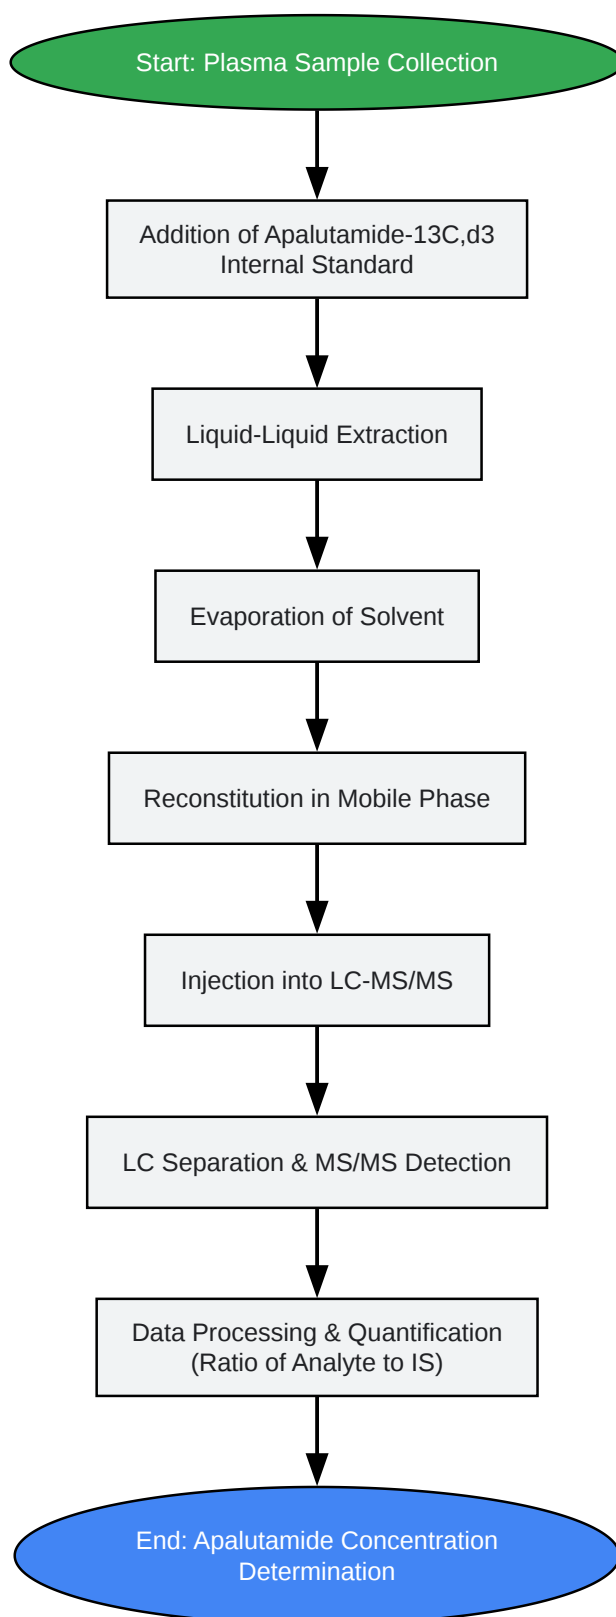 Start: Plasma Sample Collection
Addition of Apalutamide-13C,d3
Internal Standard
Liquid-Liquid Extraction
Evaporation of Solvent
Reconstitution in Mobile Phase
Injection into LC-MS/MS
LC Separation & MS/MS Detection
Data Processing & Quantification
(Ratio of Analyte to IS)
End: Apalutamide Concentration
Determination